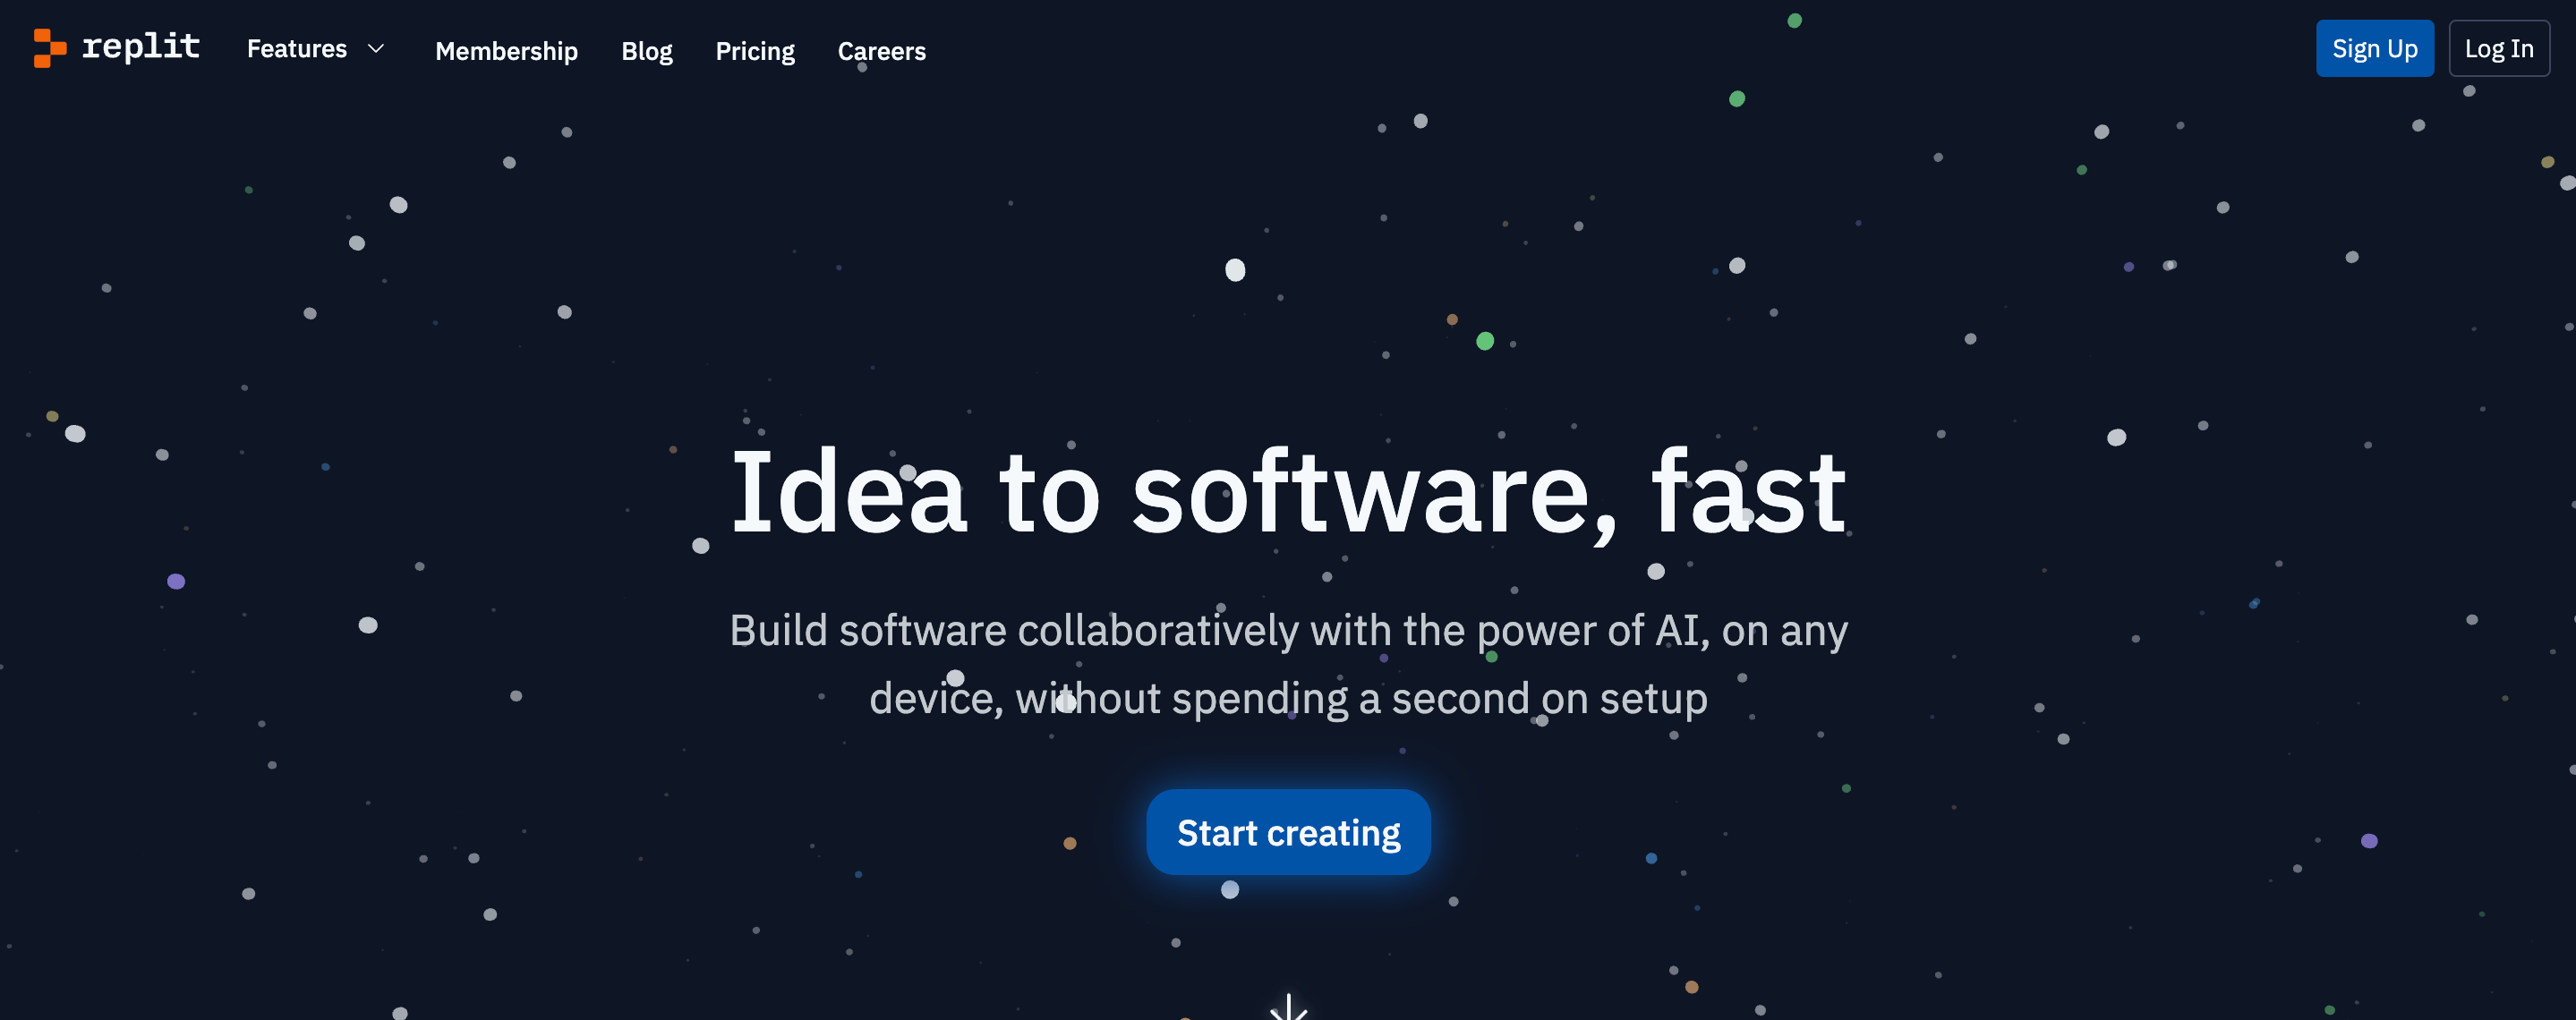 replit Features Membership Blog Pricing Careers Sign Up Log In
Idea to software, fast
Build software collaboratively with the power of AI, on any
device, without spending a second on setup
Start creating